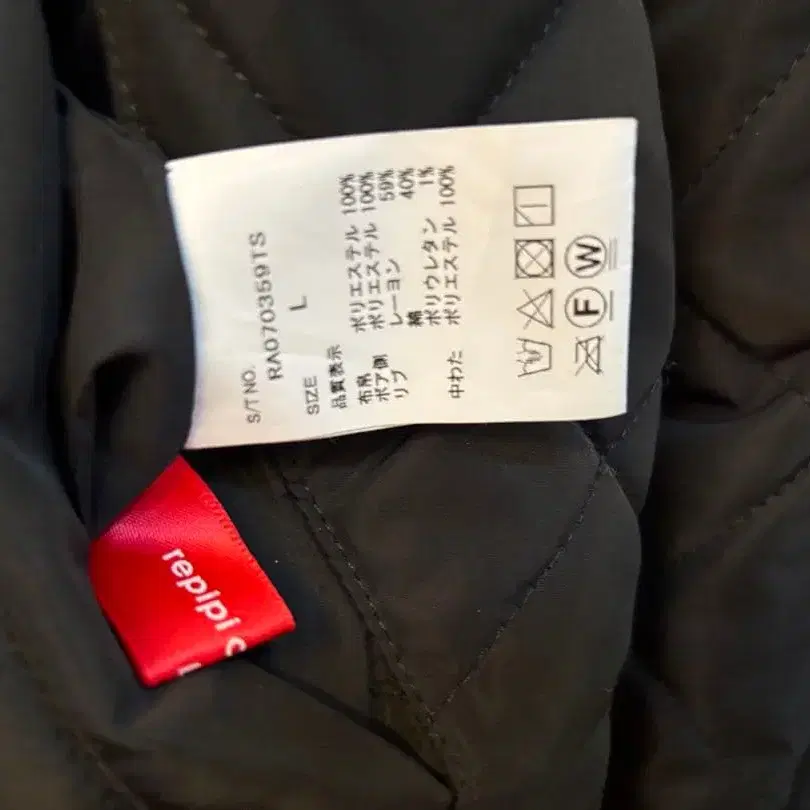 S/T NO.
RA070359TS
SIZE L
品質表示
布帛 ポリエステル 100%
ボア側 ポリエステル 100%
リブ レーヨン 59%
綿 40%
ポリウレタン 1%
中わた ポリエステル 100%
F W
repipi